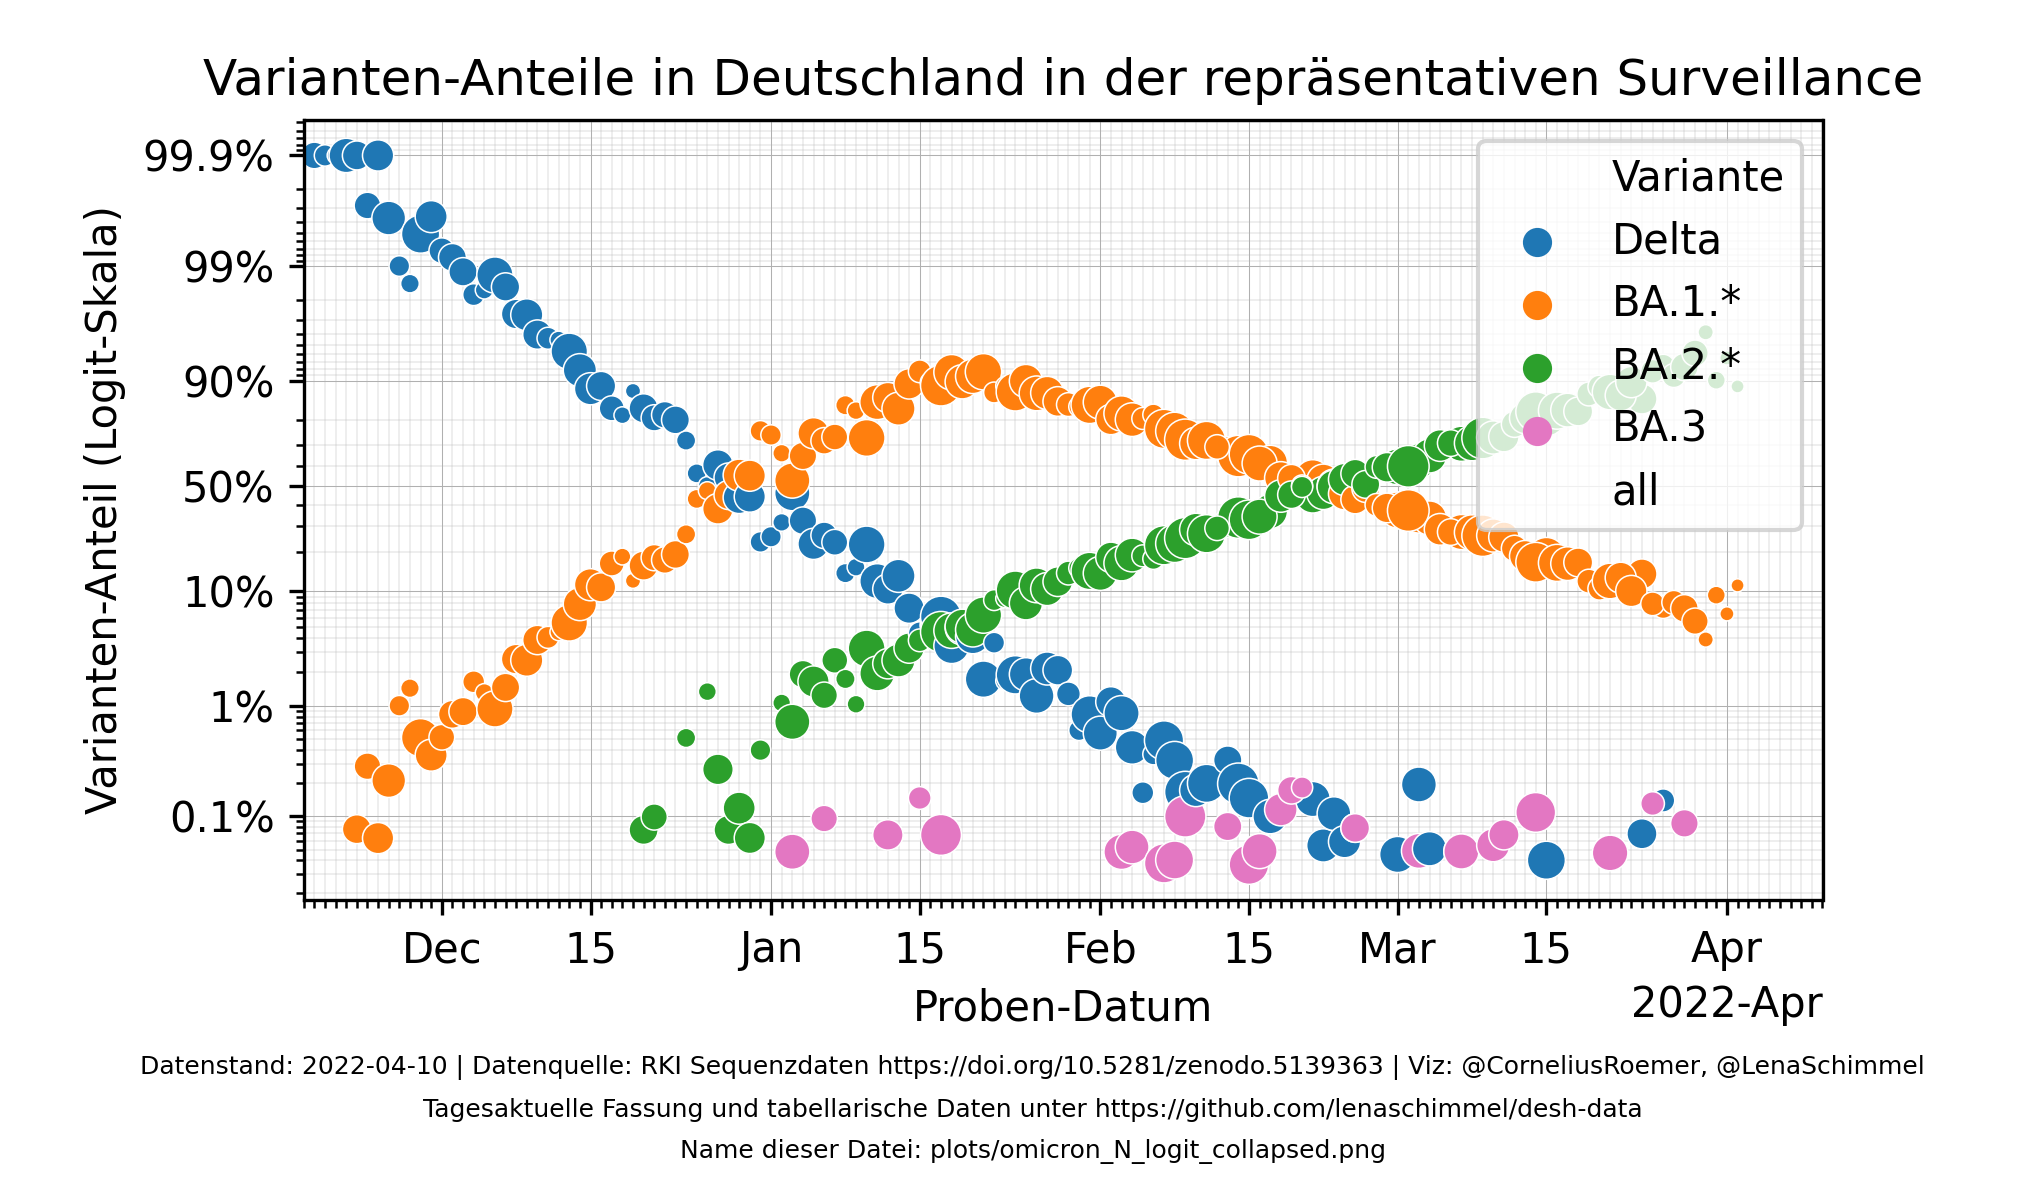 Varianten-Anteile in Deutschland in der repräsentativen Surveillance
Varianten-Anteil (Logit-Skala)
99.9%
99%
90%
50%
10%
1%
0.1%
Variante
Delta
BA.1.*
BA.2.*
BA.3
all
Dec 15 Jan 15 Feb 15 Mar 15 Apr
Proben-Datum
2022-Apr
Datenstand: 2022-04-10 | Datenquelle: RKI Sequenzdaten https://doi.org/10.5281/zenodo.5139363 | Viz: @CorneliusRoemer, @LenaSchimmel
Tagesaktuelle Fassung und tabellarische Daten unter https://github.com/lenaschimmel/desh-data
Name dieser Datei: plots/omicron_N_logit_collapsed.png